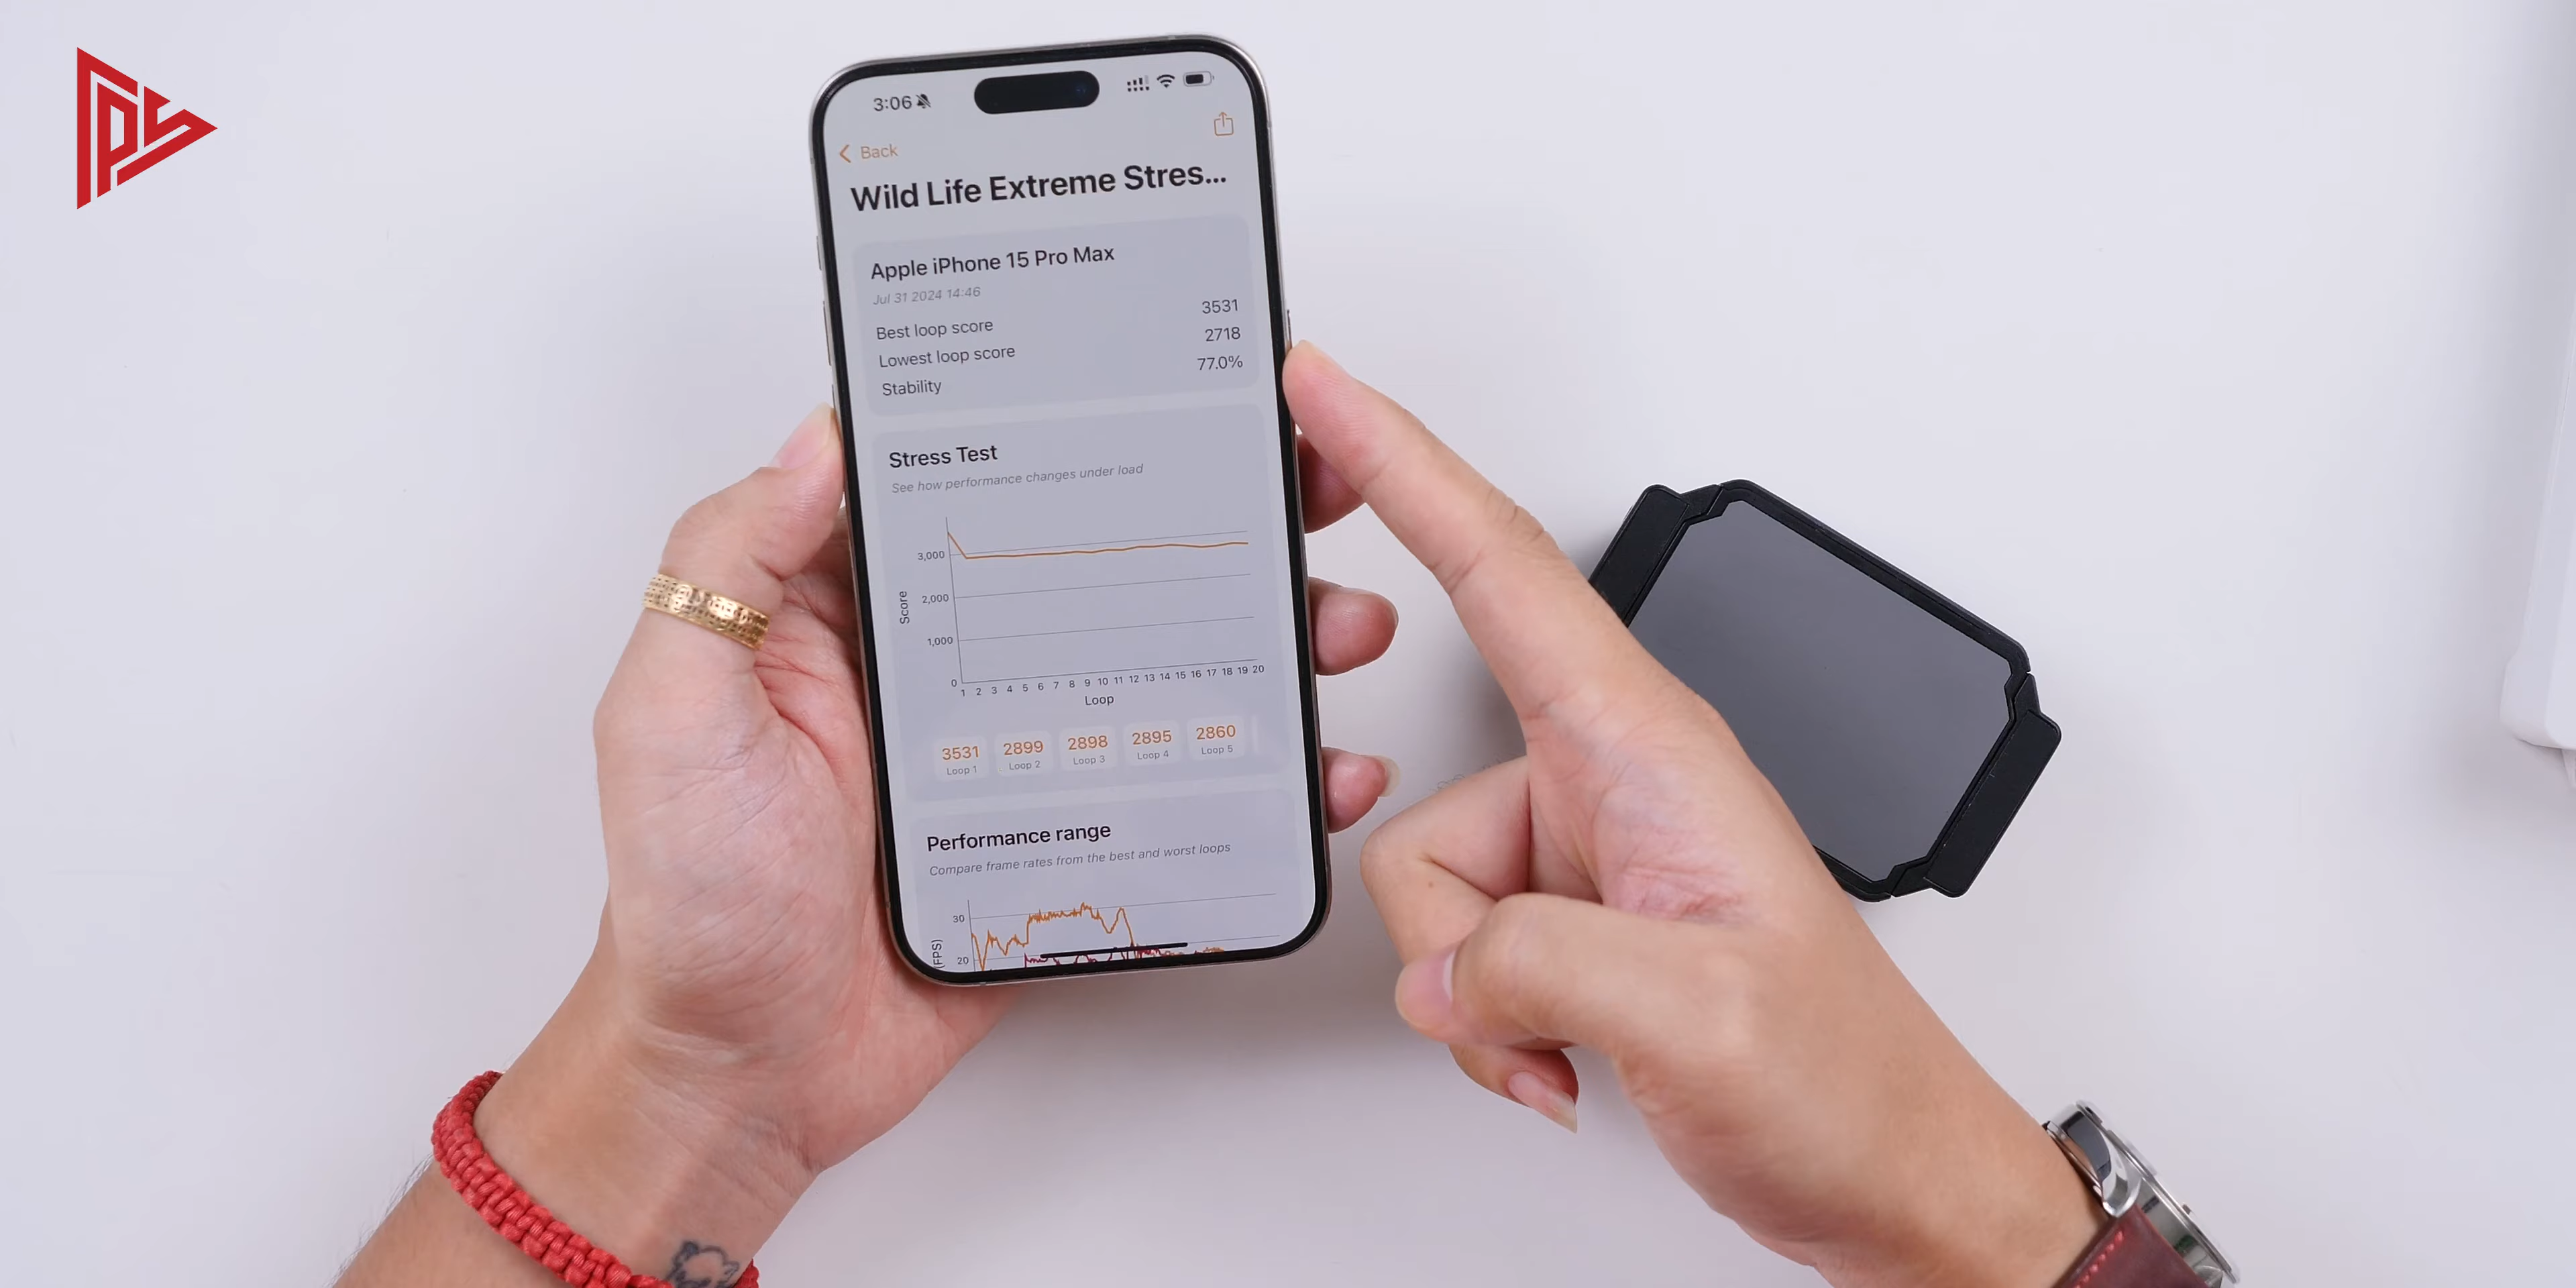 3:06
Back
Wild Life Extreme Stres...
Apple iPhone 15 Pro Max
Jul 31 2024 14:46
Best loop score 3531
Lowest loop score 2718
Stability 77.0%
Stress Test
See how performance changes under load
3,000
2,000
1,000
0
Score
1 2 3 4 5 6 7 8 9 10 11 12 13 14 15 16 17 18 19 20
Loop
3531 2899 2898 2895 2860
Loop 1 Loop 2 Loop 3 Loop 4 Loop 5
Performance range
Compare frame rates from the best and worst loops
30
20
(FPS)